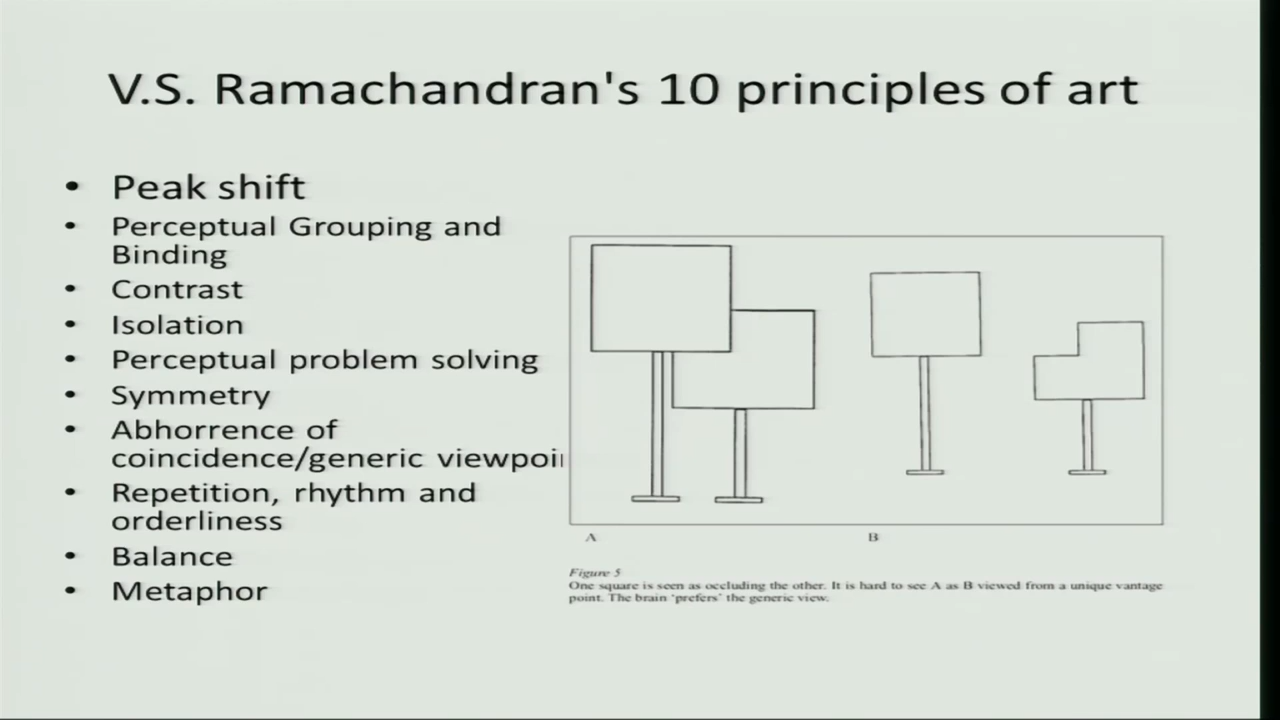 V.S. Ramachandran's 10 principles of art
• Peak shift
• Perceptual Grouping and
Binding
• Contrast
• Isolation
• Perceptual problem solving
• Symmetry
• Abhorrence of
coincidence/generic viewpoi
• Repetition, rhythm and
orderliness
• Balance
• Metaphor
A B
Figure 5
One square is seen as occluding the other. It is hard to see A as B viewed from a unique vantage
point. The brain 'prefers' the generic view.